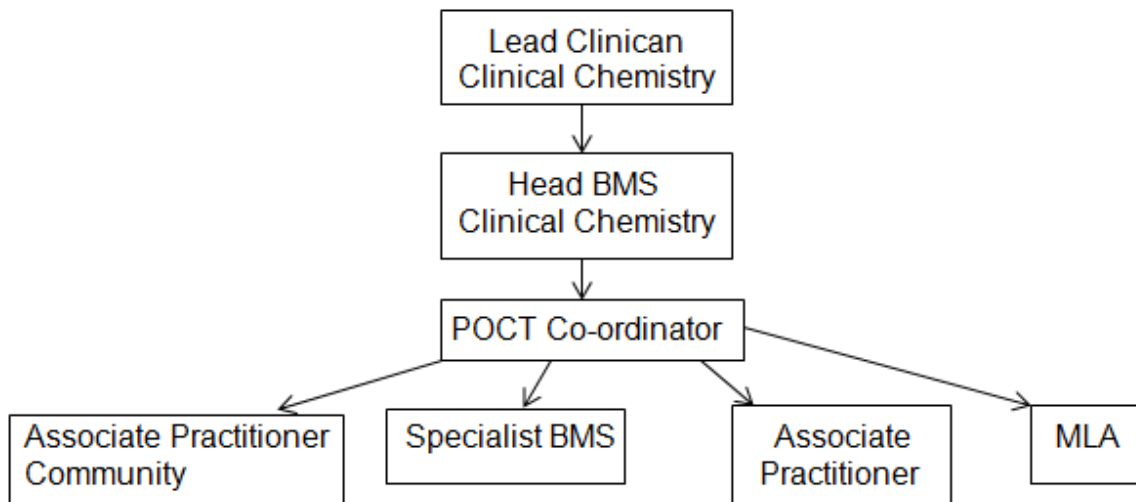 Lead Clinican
Clinical Chemistry
Head BMS
Clinical Chemistry
POCT Co-ordinator
Associate Practitioner
Community
Specialist BMS
Associate
Practitioner
MLA